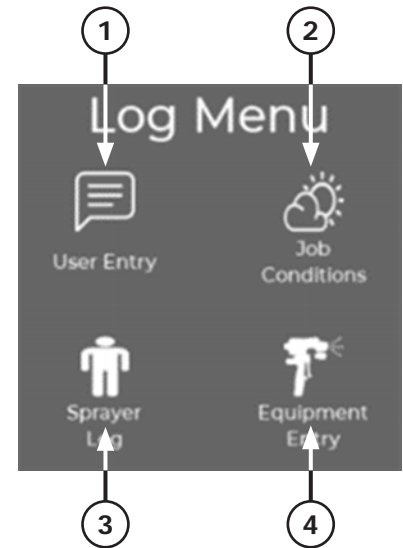 1 2
Log Menu
User Entry
Job
Conditions
Sprayer
Log
Equipment
Entry
3 4